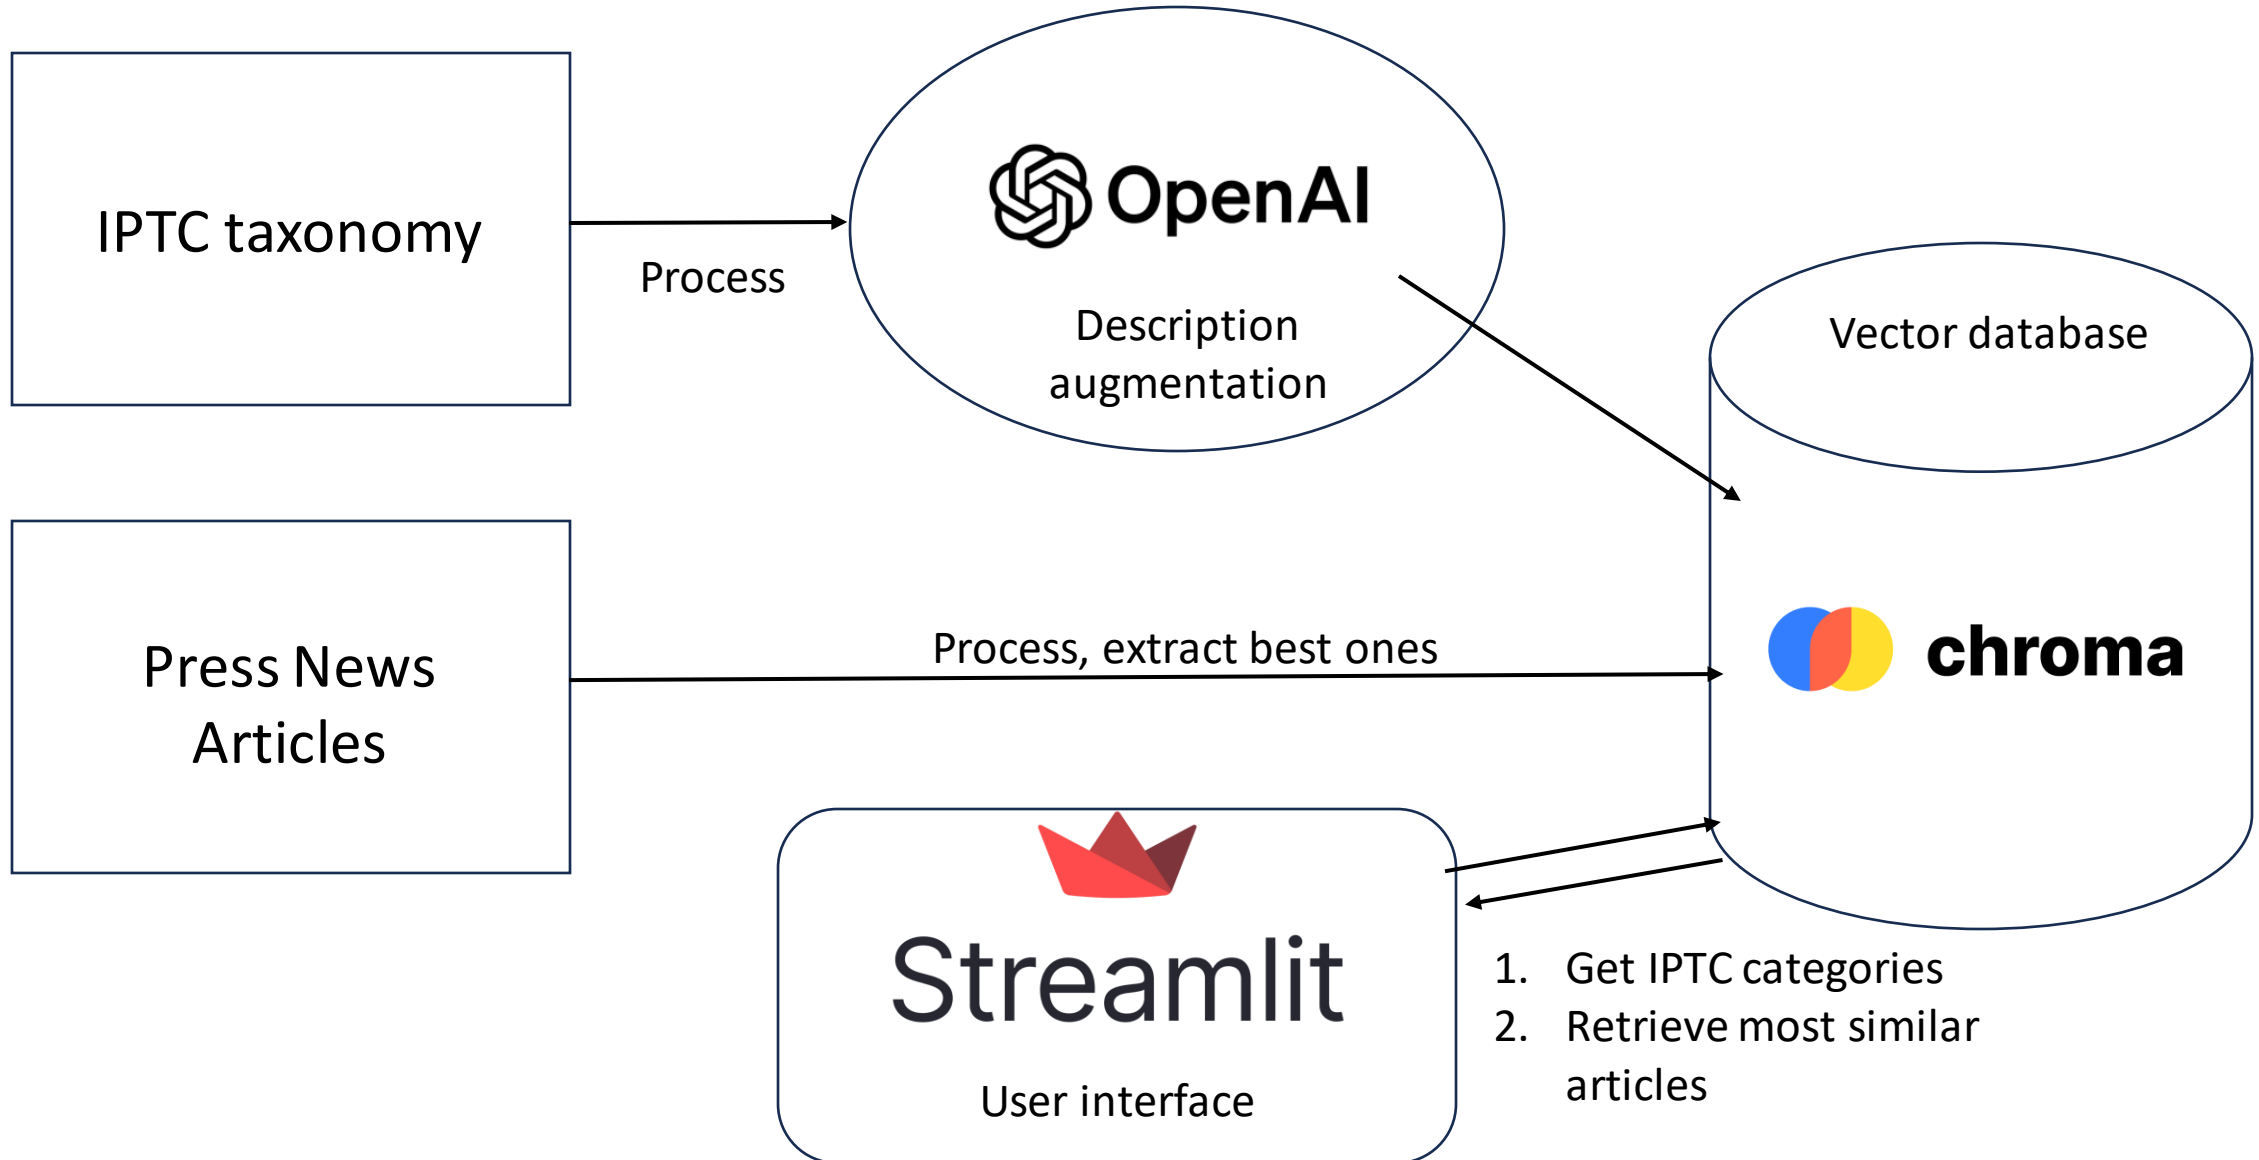 IPTC taxonomy
Process
OpenAI
Description
augmentation
Vector database
chroma
Press News
Articles
Process, extract best ones
Streamlit
User interface
1. Get IPTC categories
2. Retrieve most similar
articles